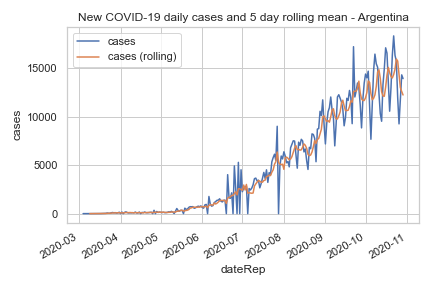 New COVID-19 daily cases and 5 day rolling mean - Argentina
cases
cases (rolling)
15000
10000
5000
0
cases
2020-03
2020-04
2020-05
2020-06
2020-07
2020-08
2020-09
2020-10
2020-11
dateRep